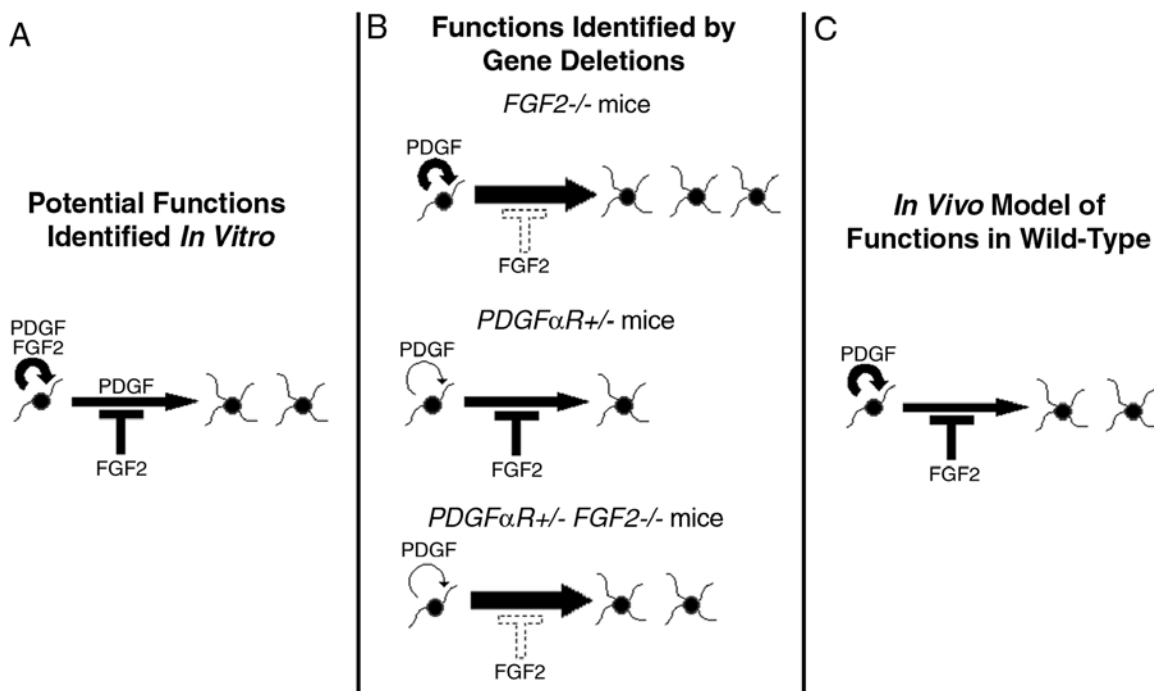 A
Potential Functions
Identified In Vitro
PDGF
FGF2
PDGF
FGF2
B
Functions Identified by
Gene Deletions
FGF2-/- mice
PDGF
FGF2
PDGFαR+/- mice
PDGF
FGF2
PDGFαR+/- FGF2-/- mice
PDGF
FGF2
C
In Vivo Model of
Functions in Wild-Type
PDGF
FGF2